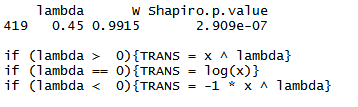 lambda W Shapiro.p.value
419 0.45 0.9915 2.909e-07
if (lambda > 0){TRANS = x ^ lambda}
if (lambda == 0){TRANS = log(x)}
if (lambda < 0){TRANS = -1 * x ^ lambda}